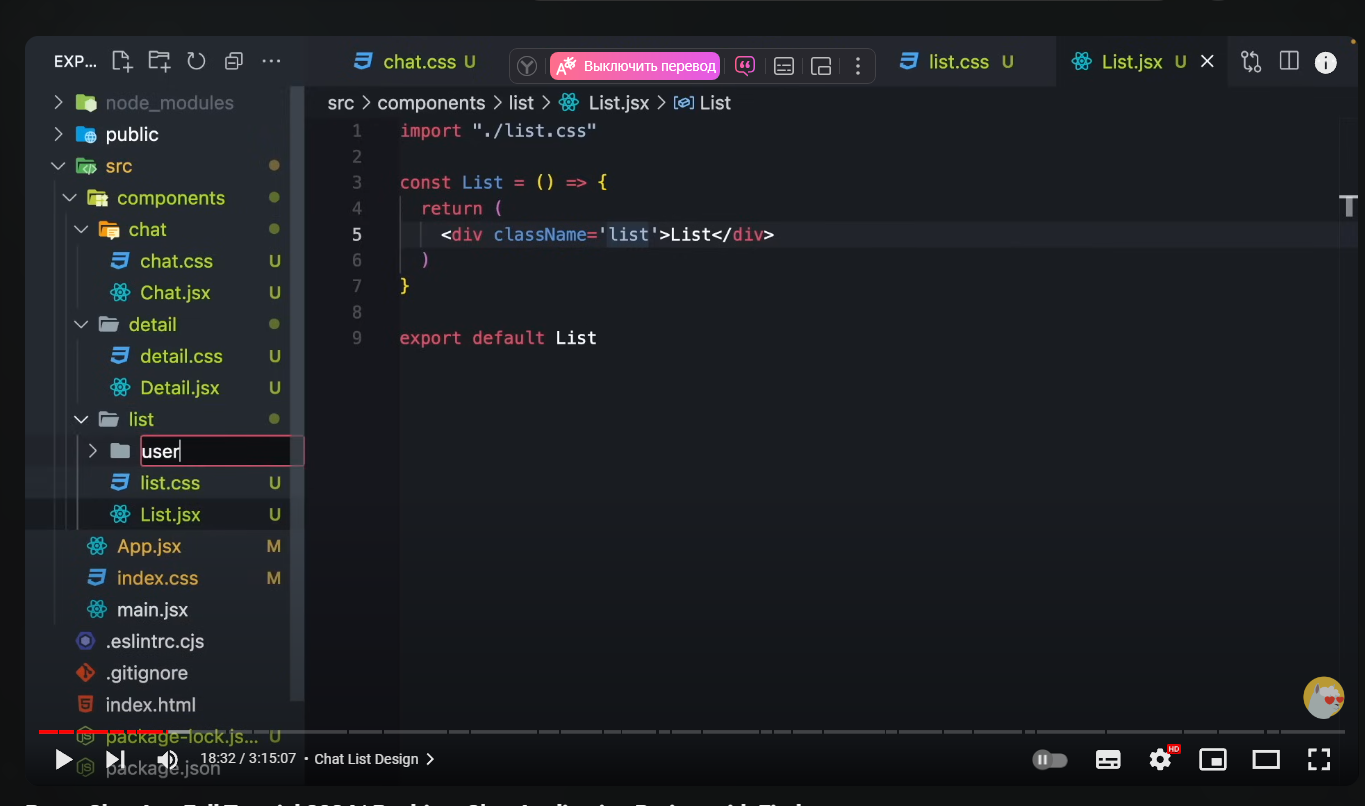 EXP...
chat.css U
Выключить перевод
list.css U
List.jsx U
node_modules
public
src
components
chat
chat.css U
Chat.jsx U
detail
detail.css U
Detail.jsx U
list
user
list.css U
List.jsx U
App.jsx M
index.css M
main.jsx
.eslintrc.cjs
.gitignore
index.html
package-lock.js... U
package.json
src > components > list > List.jsx > List
1 import "./list.css"
2
3 const List = () => {
4 return (
5 <div className='list'>List</div>
6 )
7 }
8
9 export default List
T
18:32 / 3:15:07 • Chat List Design >
HD